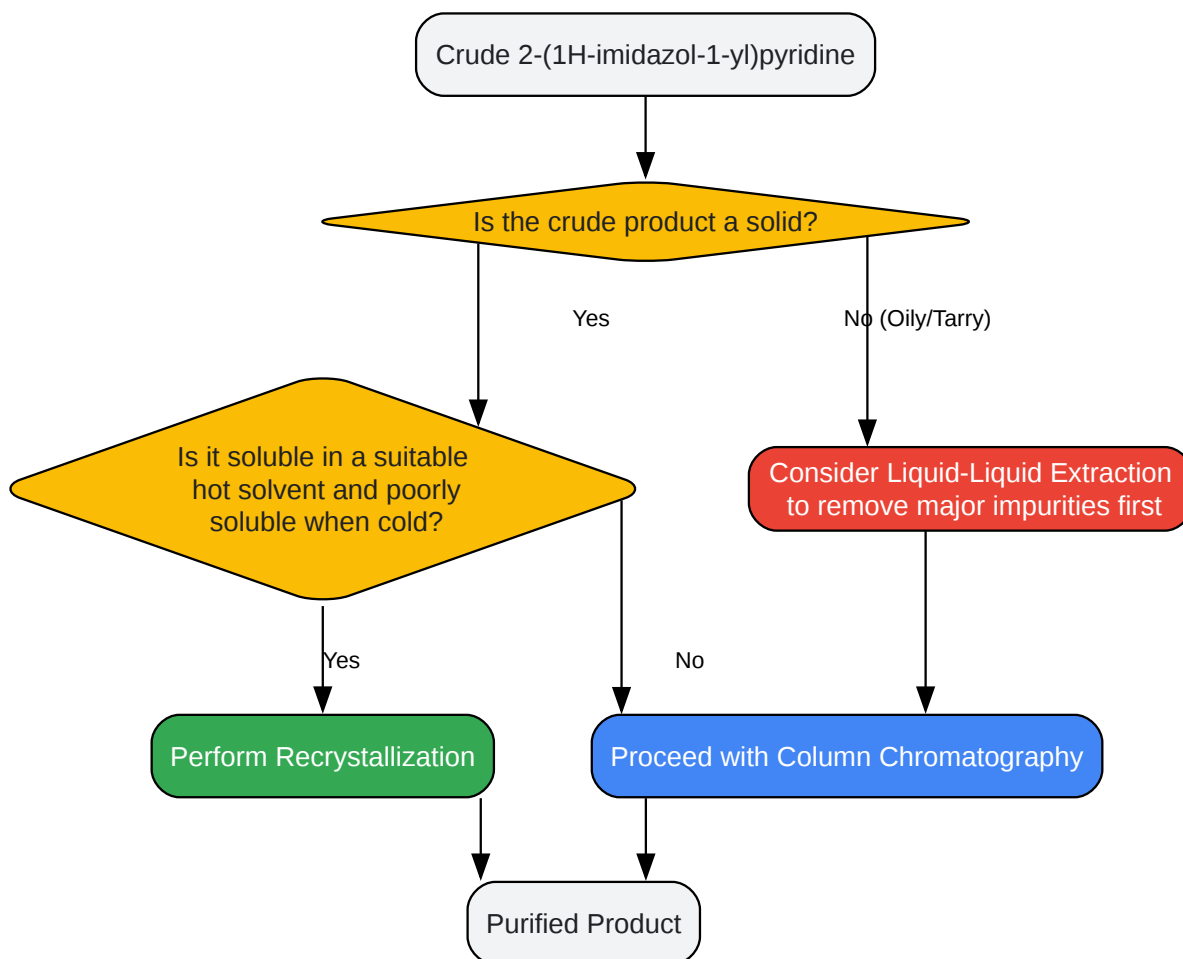 Crude 2-(1H-imidazol-1-yl)pyridine
Is the crude product a solid?
Yes
No (Oily/Tarry)
Is it soluble in a suitable
hot solvent and poorly
soluble when cold?
Consider Liquid-Liquid Extraction
to remove major impurities first
Yes
No
Perform Recrystallization
Proceed with Column Chromatography
Purified Product